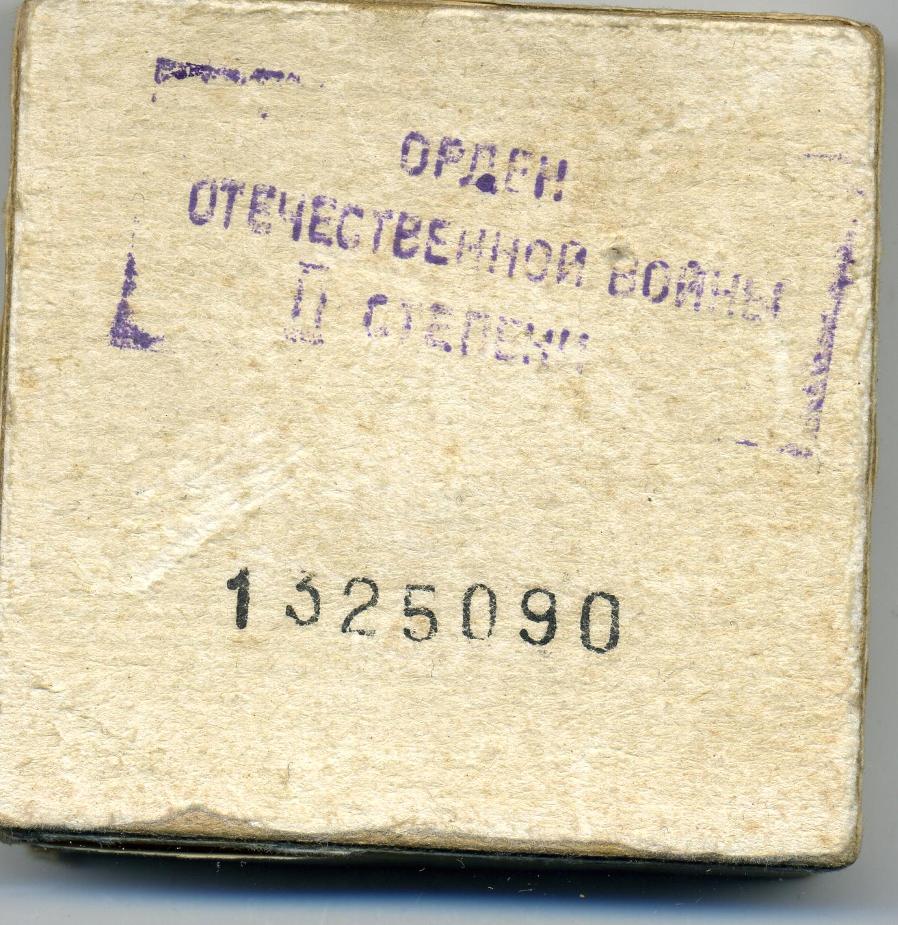 ОРДЕН
ОТЕЧЕСТВЕННОЙ ВОЙНЫ
II СТЕПЕНИ
1325090